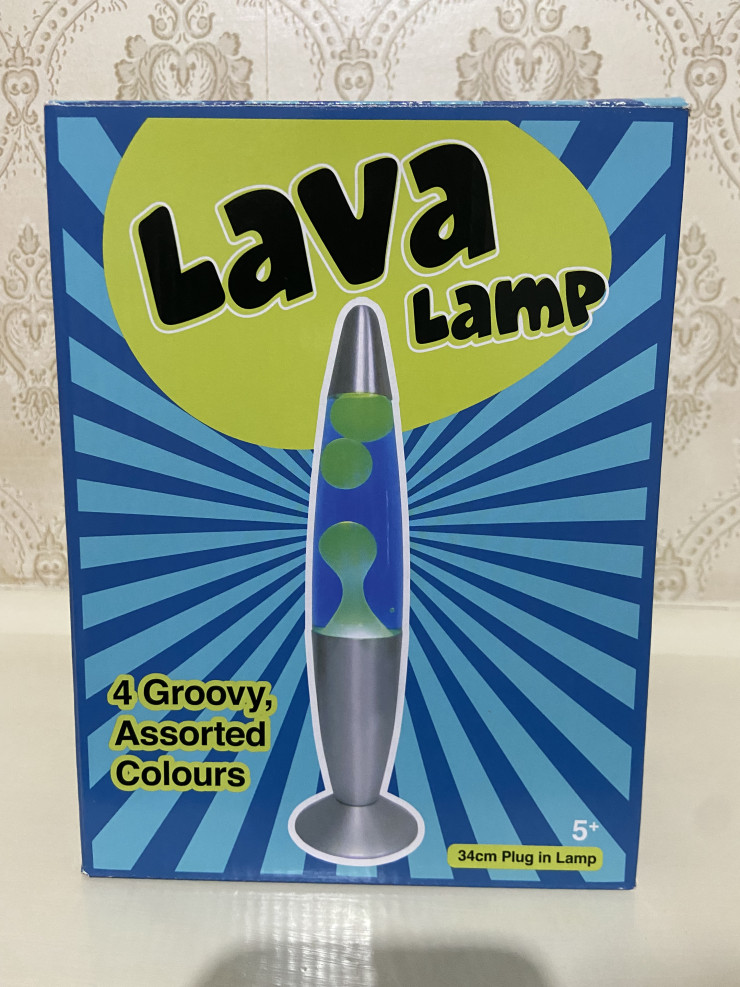 Lava
Lamp
4 Groovy,
Assorted
Colours
5+
34cm Plug in Lamp